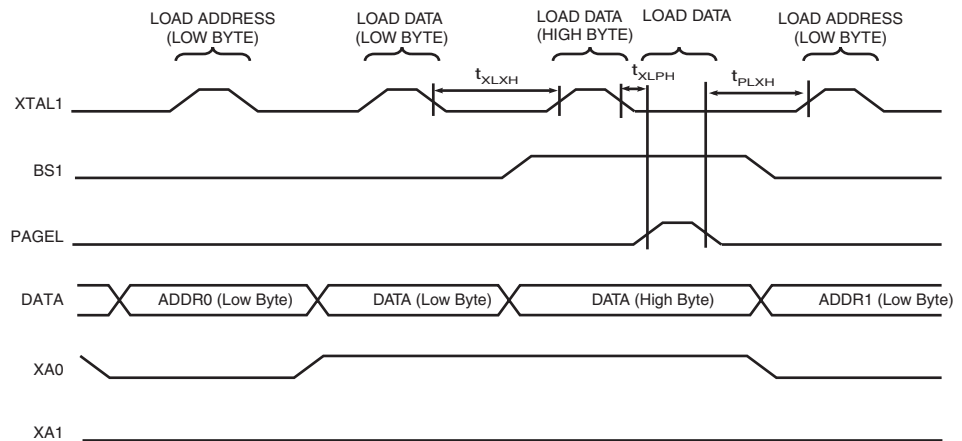 LOAD ADDRESS
(LOW BYTE)
LOAD DATA
(LOW BYTE)
LOAD DATA
(HIGH BYTE)
LOAD DATA
LOAD ADDRESS
(LOW BYTE)
tXLXH
tXLPH
tPLXH
XTAL1
BS1
PAGEL
DATA
ADDR0 (Low Byte)
DATA (Low Byte)
DATA (High Byte)
ADDR1 (Low Byte)
XA0
XA1